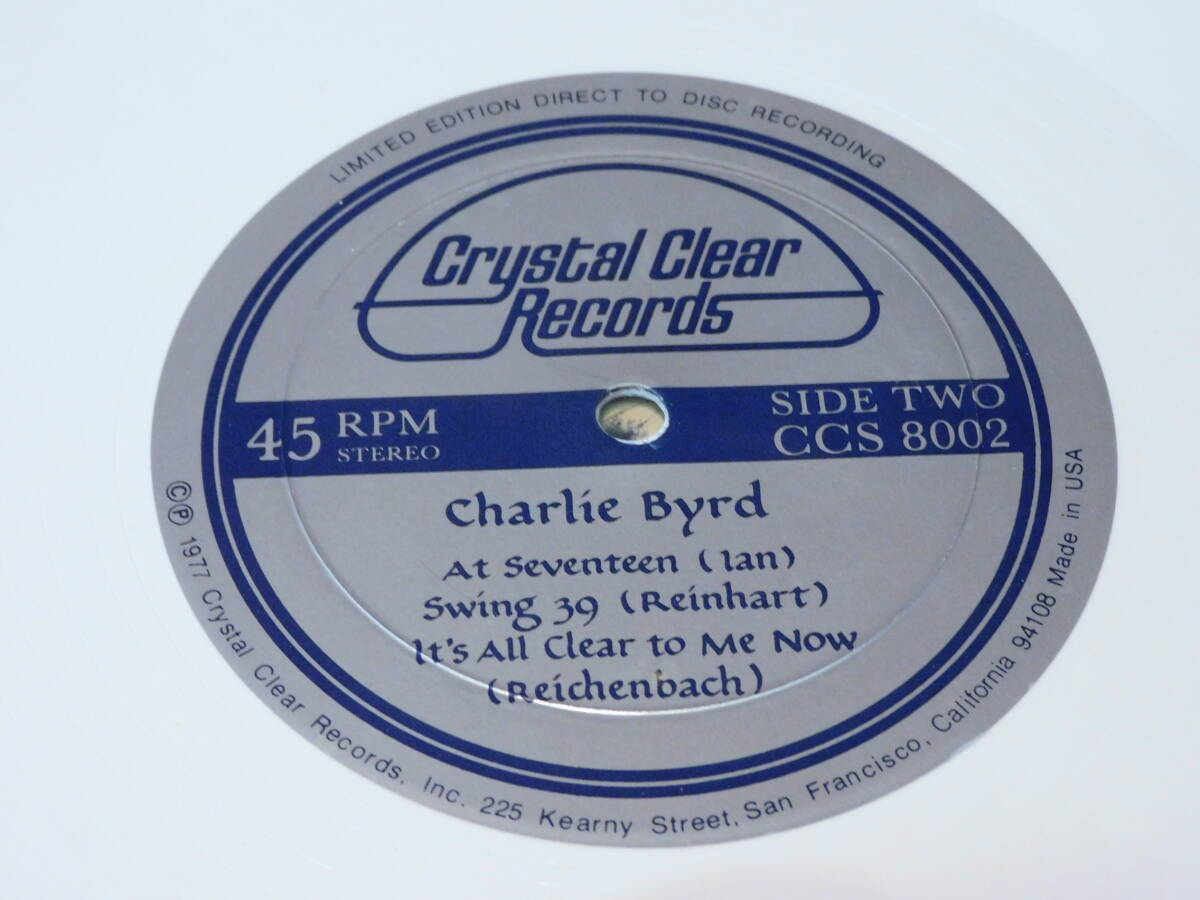 LIMITED EDITION DIRECT TO DISC RECORDING
Crystal Clear
Records
45 RPM
STEREO
SIDE TWO
CCS 8002
Charlie Byrd
At Seventeen (Ian)
Swing 39 (Reinhart)
It's All Clear to Me Now
(Reichenbach)
©℗ 1977 Crystal Clear Records, Inc. 225 Kearny Street, San Francisco, California 94108 Made in USA